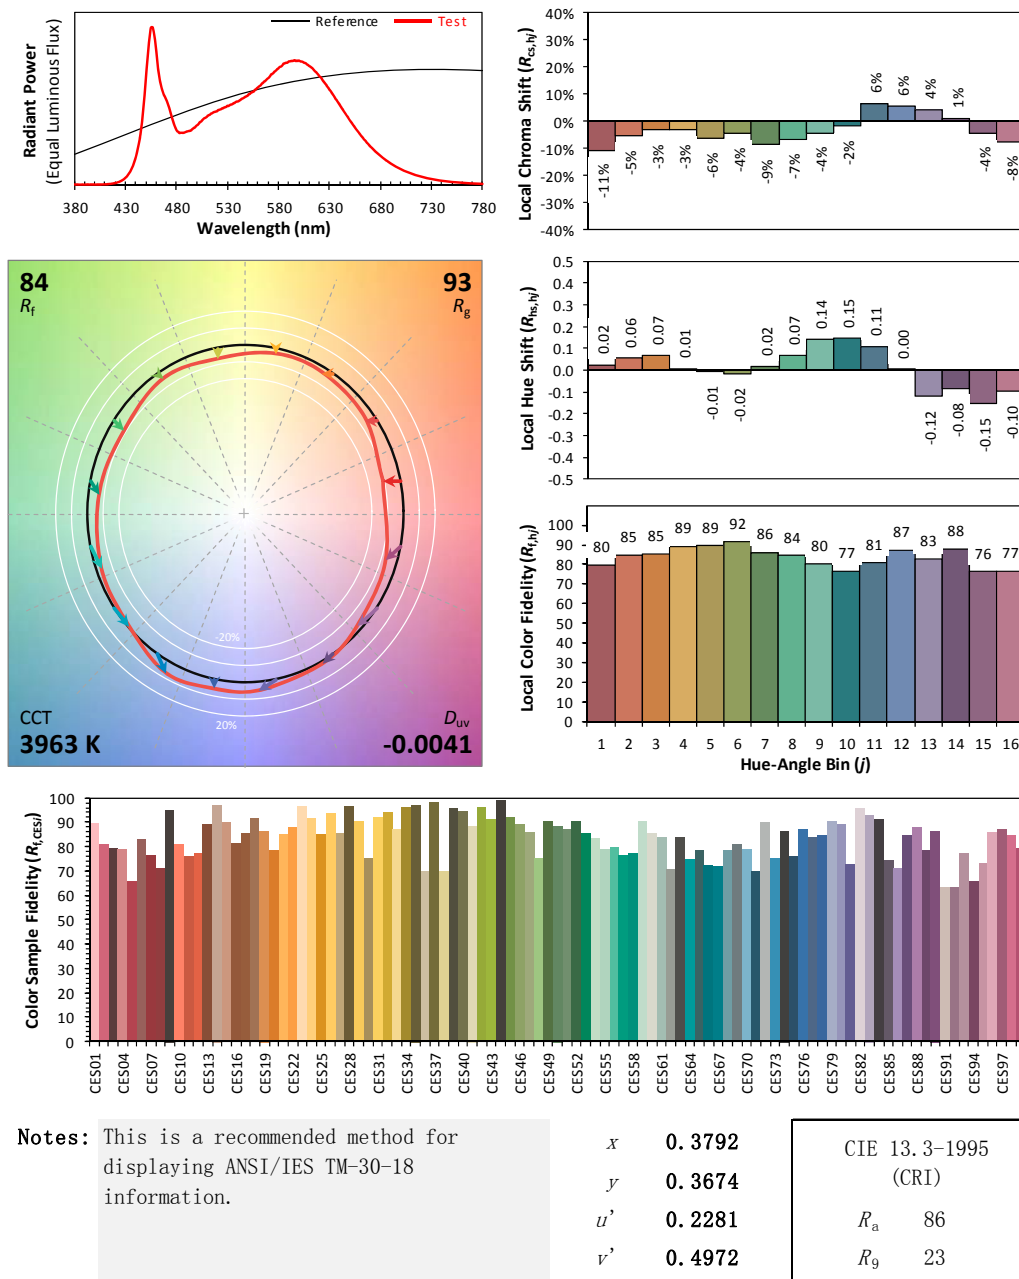 Reference
Test
Radiant Power
(Equal Luminous Flux)
380 430 480 530 580 630 680 730 780
Wavelength (nm)
40%
30%
20%
10%
0%
-10%
-20%
-30%
-40%
Local Chroma Shift (Rcs,hj)
-11% -5% -3% -3% -6% -4% -9% -7% -4% -2% 6% 6% 4% 1% -4% -8%
84
Rf
93
Rg
-20%
20%
CCT
3963 K
Duv
-0.0041
0.5
0.4
0.3
0.2
0.1
0.0
-0.1
-0.2
-0.3
-0.4
-0.5
Local Hue Shift (Rhs,hj)
0.02 0.06 0.07 0.01 -0.01 -0.02 0.02 0.07 0.14 0.15 0.11 0.00 -0.12 -0.08 -0.15 -0.10
100
90
80
70
60
50
40
30
20
10
0
Local Color Fidelity (Rf,hj)
80 85 85 89 89 92 86 84 80 77 81 87 83 88 76 77
1 2 3 4 5 6 7 8 9 10 11 12 13 14 15 16
Hue-Angle Bin (j)
100
90
80
70
60
50
40
30
20
10
0
Color Sample Fidelity (Rf,CESi)
CES01 CES04 CES07 CES10 CES13 CES16 CES19 CES22 CES25 CES28 CES31 CES34 CES37 CES40 CES43 CES46 CES49 CES52 CES55 CES58 CES61 CES64 CES67 CES70 CES73 CES76 CES79 CES82 CES85 CES88 CES91 CES94 CES97
Notes: This is a recommended method for
displaying ANSI/IES TM-30-18
information.
x 0.3792
y 0.3674
u' 0.2281
v' 0.4972
CIE 13.3-1995
(CRI)
Ra 86
R9 23